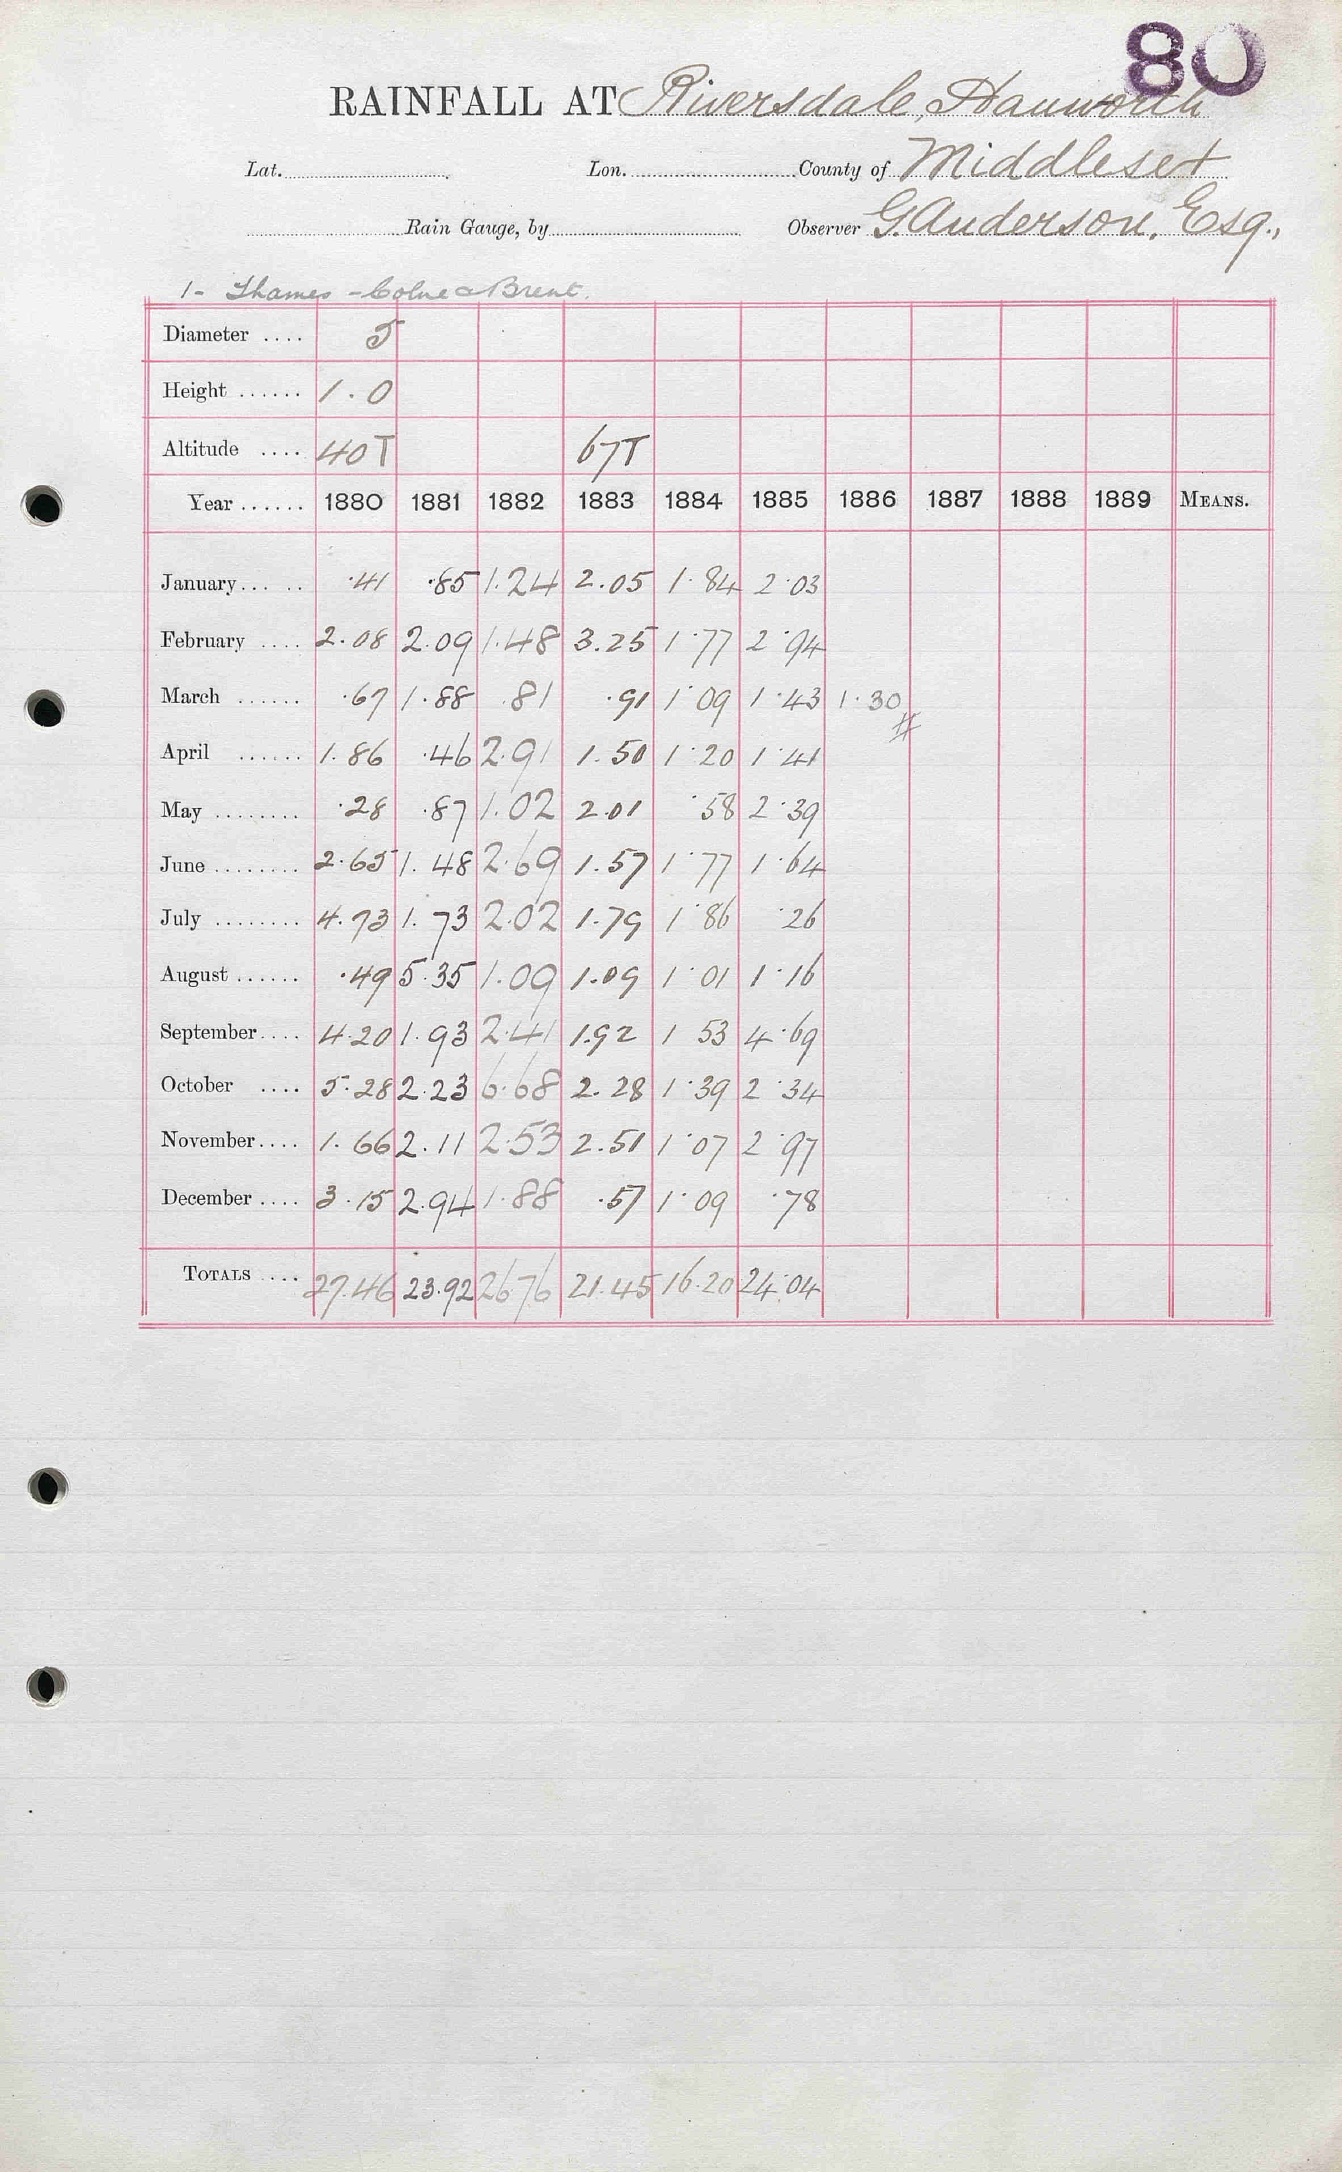 80
RAINFALL AT Riversdale, Hanworth
Lat. Lon. County of Middlesex
Rain Gauge, by Observer G. Anderson, Esq.,
1- Thames - Colne & Brent.
Diameter .... 5
Height ...... 1.0
Altitude .... 40T 67T
Year ...... 1880 1881 1882 1883 1884 1885 1886 1887 1888 1889 MEANS.
January... .. .41 .85 1.24 2.05 1.84 2.03
February .... 2.08 2.09 1.48 3.25 1.77 2.94
March ...... .67 1.88 .81 .91 1.09 1.43 1.30 #
April ...... 1.86 .46 2.91 1.50 1.20 1.41
May ........ .28 .87 1.02 2.01 .58 2.39
June ........ 2.65 1.48 2.69 1.57 1.77 1.64
July ........ 4.73 1.73 2.02 1.79 1.86 .26
August ...... .49 5.35 1.09 1.09 1.01 1.16
September.... 4.20 1.93 2.41 1.92 1 53 4.69
October .... 5.28 2.23 6.68 2.28 1.39 2.34
November.... 1.66 2.11 2.53 2.51 1.07 2.97
December .... 3.15 2.94 1.88 .57 1.09 .78
TOTALS .... 27.46 23.92 26.76 21.45 16.20 24.04